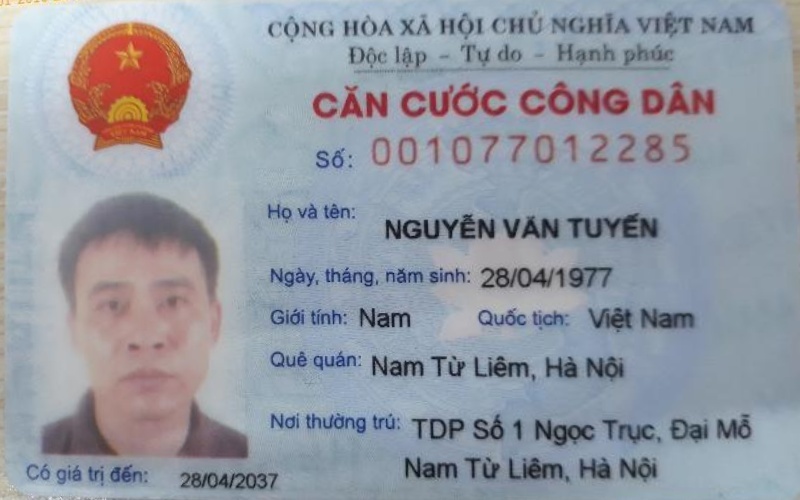 CỘNG HÒA XÃ HỘI CHỦ NGHĨA VIỆT NAM
Độc lập - Tự do - Hạnh phúc
CĂN CƯỚC CÔNG DÂN
Số: 001077012285
Họ và tên: NGUYỄN VĂN TUYẾN
Ngày, tháng, năm sinh: 28/04/1977
Giới tính: Nam Quốc tịch: Việt Nam
Quê quán: Nam Từ Liêm, Hà Nội
Nơi thường trú: TDP Số 1 Ngọc Trục, Đại Mỗ
Nam Từ Liêm, Hà Nội
Có giá trị đến: 28/04/2037